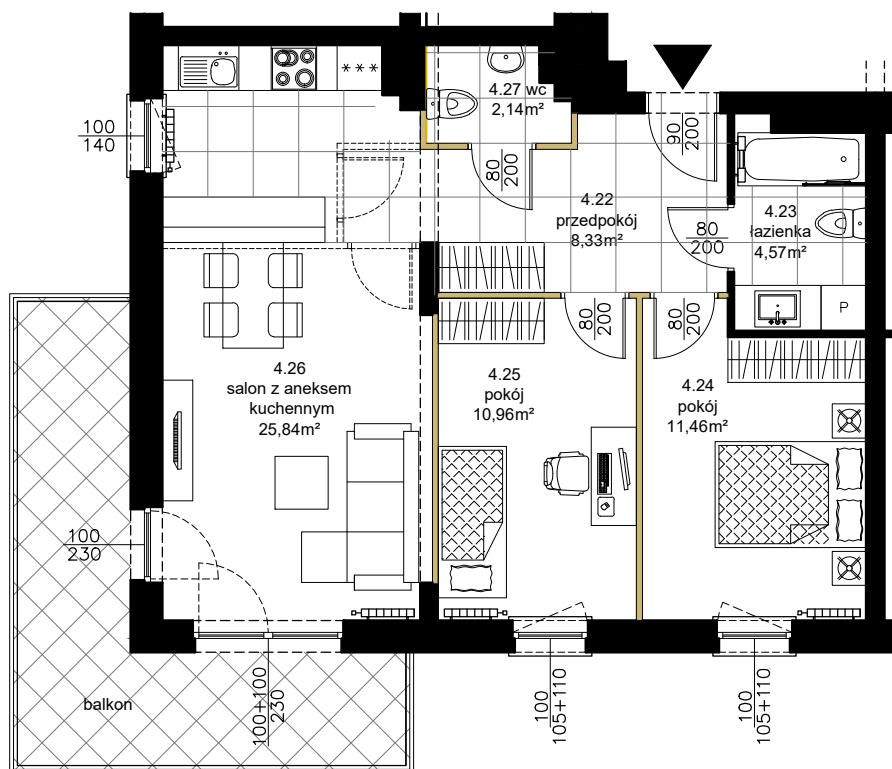 4.27 wc
2,14m²
100
140
80
200
90
200
4.22
przedpokój
8,33m²
80
200
4.23
łazienka
4,57m²
P
80
200
80
200
4.26
salon z aneksem
kuchennym
25,84m²
4.25
pokój
10,96m²
4.24
pokój
11,46m²
100
230
balkon
100+100
230
100
105+110
100
105+110